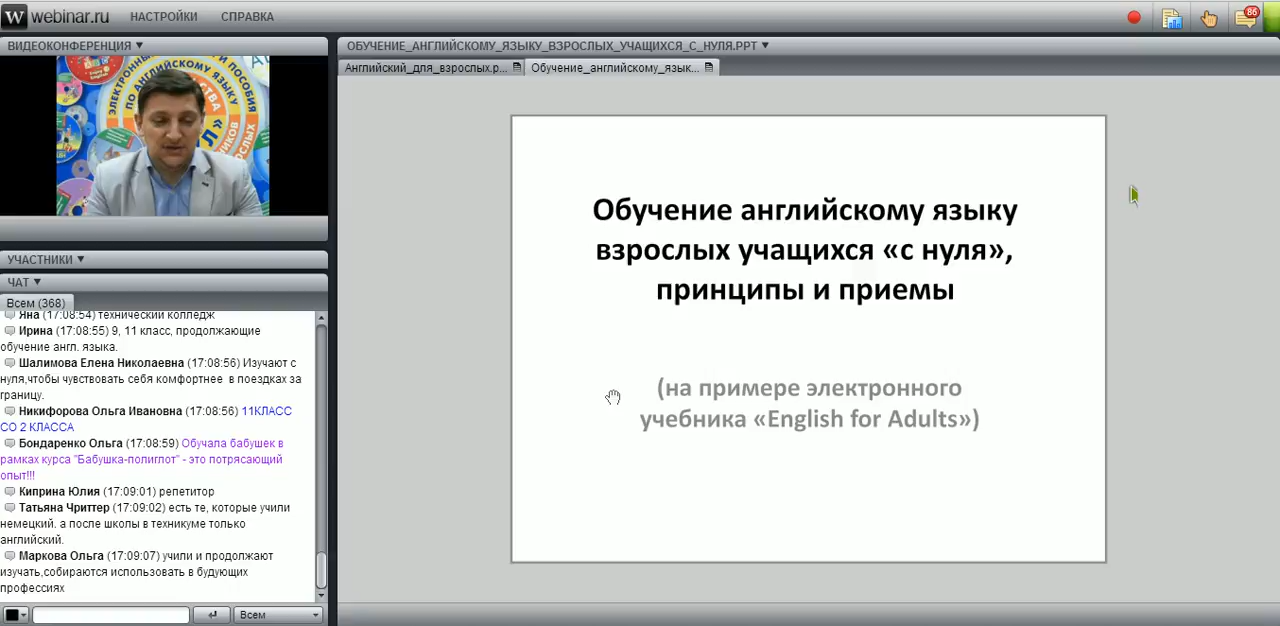 W webinar.ru НАСТРОЙКИ СПРАВКА
86
ВИДЕОКОНФЕРЕНЦИЯ
ОБУЧЕНИЕ_АНГЛИЙСКОМУ_ЯЗЫКУ_ВЗРОСЛЫХ_УЧАЩИХСЯ_С_НУЛЯ.PPT
Английский_для_взрослых.p...
Обучение_английскому_язык...
ЭЛЕКТРОННЫ
И ПОСОБИЯ
ПО АНГЛИЙСКОМУ ЯЗЫКУ
УЧАСТНИКИ
ЧАТ
Всем (368)
Яна (17:08:54) технический колледж
Ирина (17:08:55) 9, 11 класс, продолжающие
обучение англ. языка.
Шалимова Елена Николаевна (17:08:56) Изучают с
нуля,чтобы чувствовать себя комфортнее в поездках за
границу.
Никифорова Ольга Ивановна (17:08:56) 11КЛАСС
СО 2 КЛАССА
Бондаренко Ольга (17:08:59) Обучала бабушек в
рамках курса "Бабушка-полиглот" - это потрясающий
опыт!!!
Киприна Юлия (17:09:01) репетитор
Татьяна Чриттер (17:09:02) есть те, которые учили
немецкий. а после школы в техникуме только
английский.
Маркова Ольга (17:09:07) учили и продолжают
изучать,собираются использовать в будующих
профессиях
Всем
Обучение английскому языку
взрослых учащихся «с нуля»,
принципы и приемы
(на примере электронного
учебника «English for Adults»)